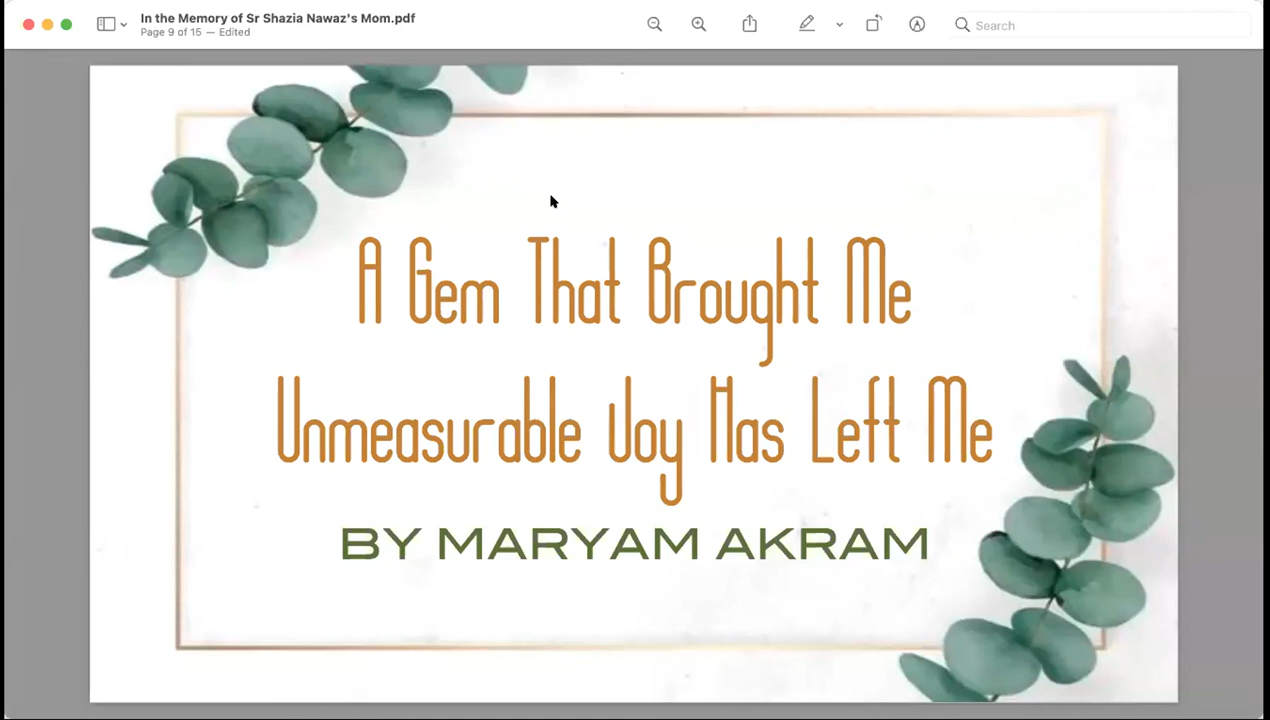 In the Memory of Sr Shazia Nawaz's Mom.pdf
Page 9 of 15 — Edited
Search
A Gem That Brought Me
Unmeasurable Joy Has Left Me
BY MARYAM AKRAM